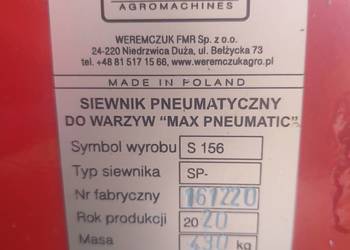 AGROMACHINES
WEREMCZUK FMR Sp. z o.o.
24-220 Niedrzwica Duża, ul. Bełżycka 73
tel./+48 81 517 15 66, www.weremczukagro.pl
MADE IN POLAND
SIEWNIK PNEUMATYCZNY
DO WARZYW “MAX PNEUMATIC”
Symbol wyrobu S 156
Typ siewnika SP-
Nr fabryczny 161220
Rok produkcji 2020
Masa 430 kg